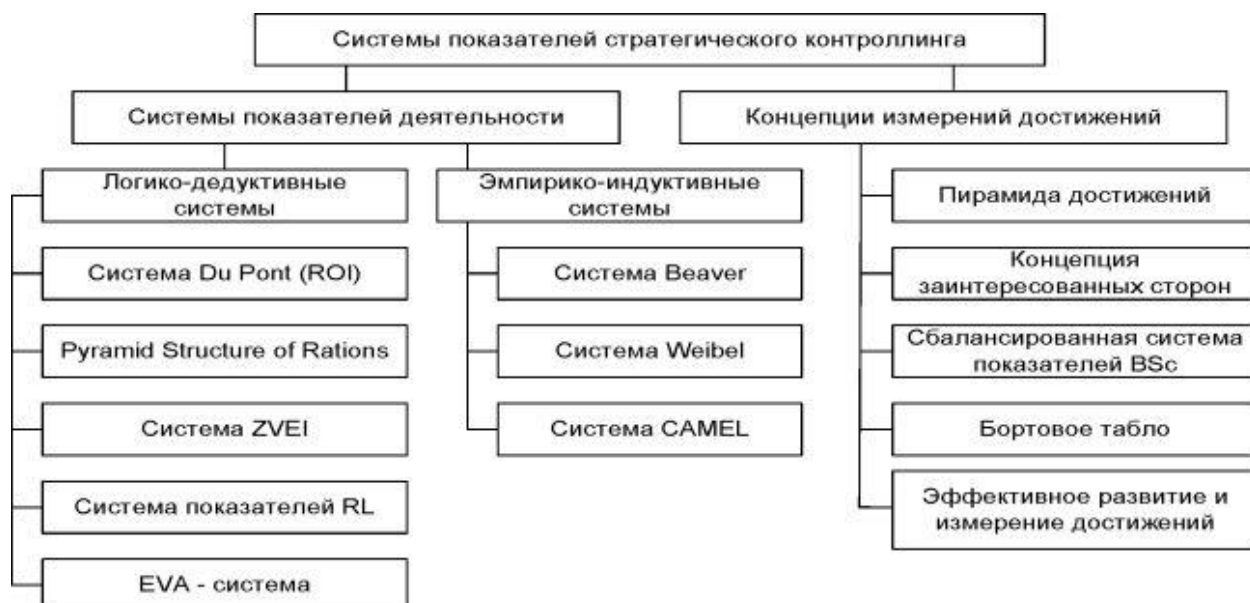 Системы показателей стратегического контроллинга
Системы показателей деятельности
Концепции измерений достижений
Логико-дедуктивные
системы
Система Du Pont (ROI)
Pyramid Structure of Rations
Система ZVEI
Система показателей RL
EVA - система
Эмпирико-индуктивные
системы
Система Beaver
Система Weibel
Система CAMEL
Пирамида достижений
Концепция
заинтересованных сторон
Сбалансированная система
показателей BSc
Бортовое табло
Эффективное развитие и
измерение достижений